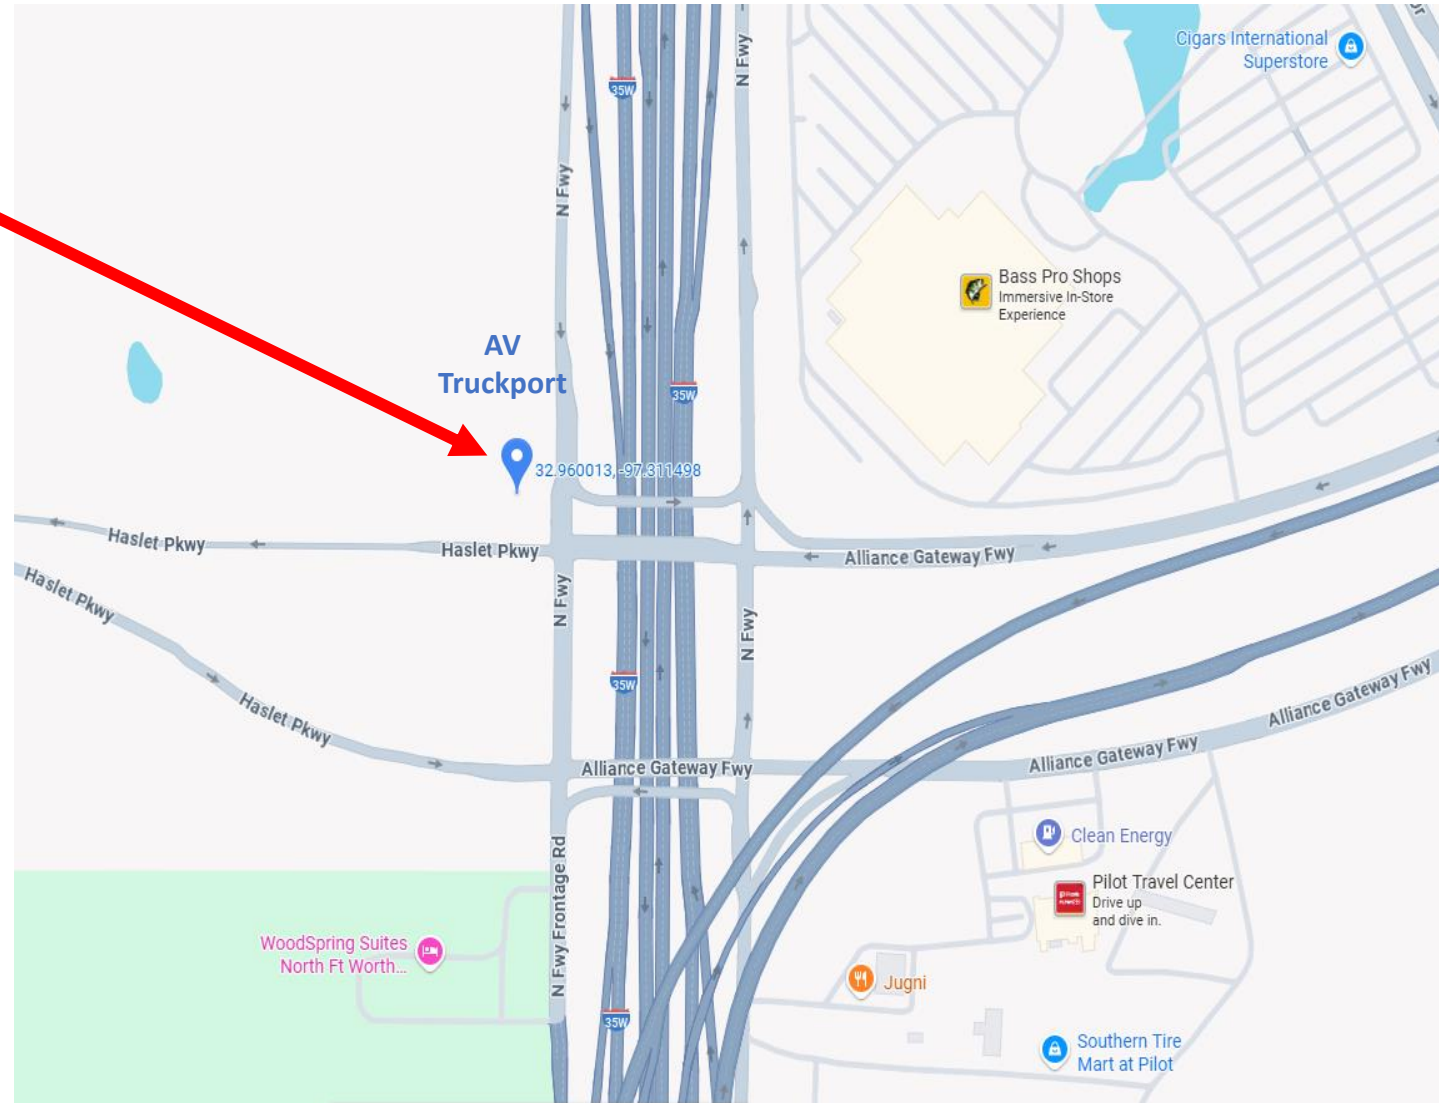 Cigars International
Superstore
Dr
N Fwy
35W
N Fwy
Bass Pro Shops
Immersive In-Store
Experience
AV
Truckport
35W
32.960013, -97.311498
Haslet Pkwy
Haslet Pkwy
Alliance Gateway Fwy
Haslet Pkwy
N Fwy
N Fwy
35W
Haslet Pkwy
Alliance Gateway Fwy
Alliance Gateway Fwy
Alliance Gateway Fwy
Clean Energy
Pilot Travel Center
Drive up
and dive in.
N Fwy Frontage Rd
WoodSpring Suites
North Ft Worth...
Jugni
35W
Southern Tire
Mart at Pilot